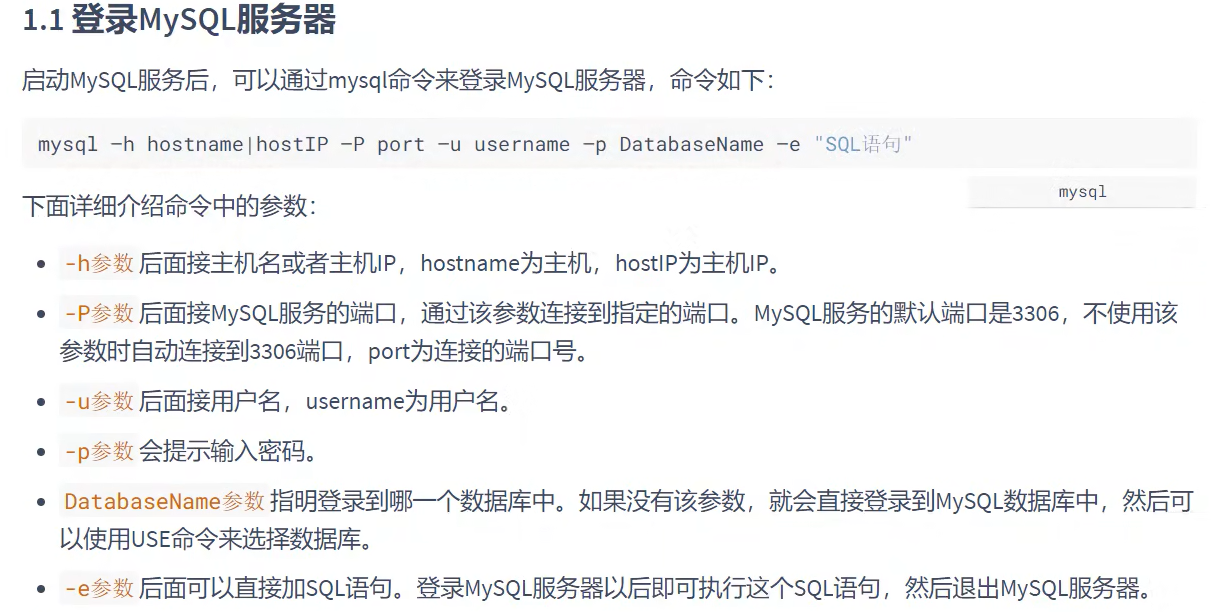 1.1 登录MySQL服务器
启动MySQL服务后，可以通过mysql命令来登录MySQL服务器，命令如下：
mysql –h hostname|hostIP –P port –u username –p DatabaseName –e "SQL语句"
mysql
下面详细介绍命令中的参数：
-h参数 后面接主机名或者主机IP，hostname为主机，hostIP为主机IP。
-P参数 后面接MySQL服务的端口，通过该参数连接到指定的端口。MySQL服务的默认端口是3306，不使用该
参数时自动连接到3306端口，port为连接的端口号。
-u参数 后面接用户名，username为用户名。
-p参数 会提示输入密码。
DatabaseName参数 指明登录到哪一个数据库中。如果没有该参数，就会直接登录到MySQL数据库中，然后可
以使用USE命令来选择数据库。
-e参数 后面可以直接加SQL语句。登录MySQL服务器以后即可执行这个SQL语句，然后退出MySQL服务器。